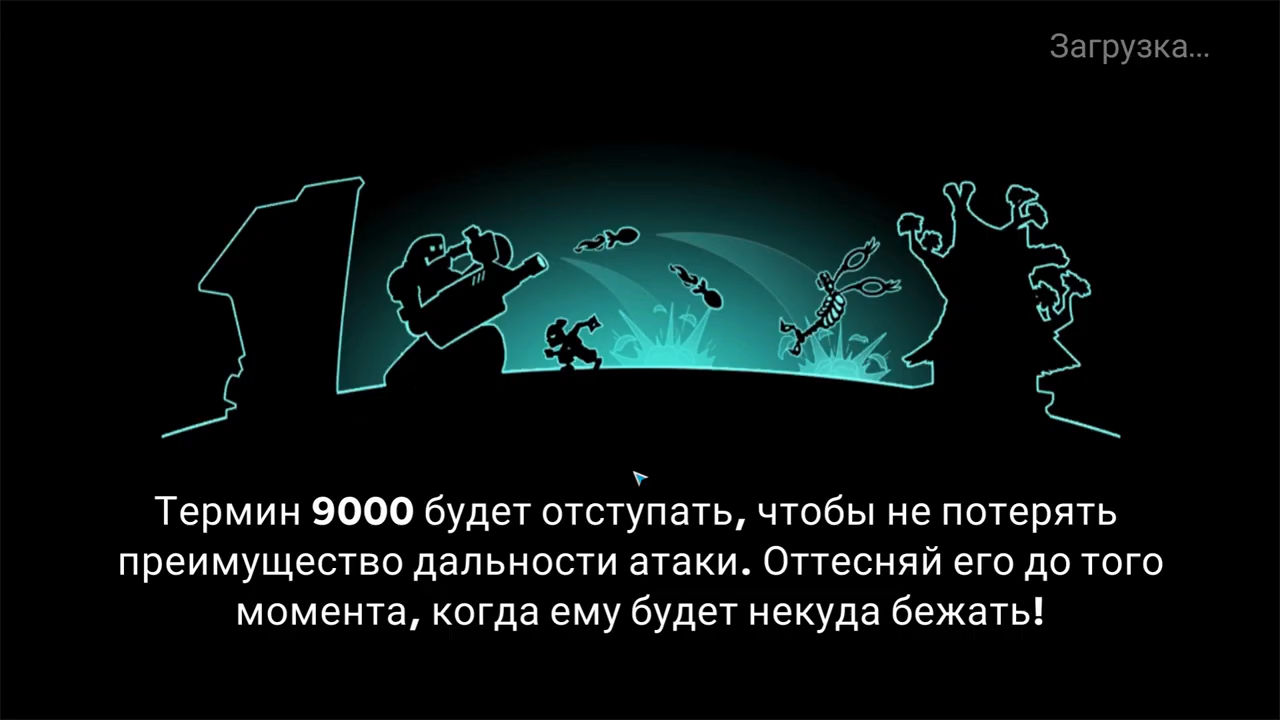 Загрузка...
Термин 9000 будет отступать, чтобы не потерять
преимущество дальности атаки. Оттесняй его до того
момента, когда ему будет некуда бежать!